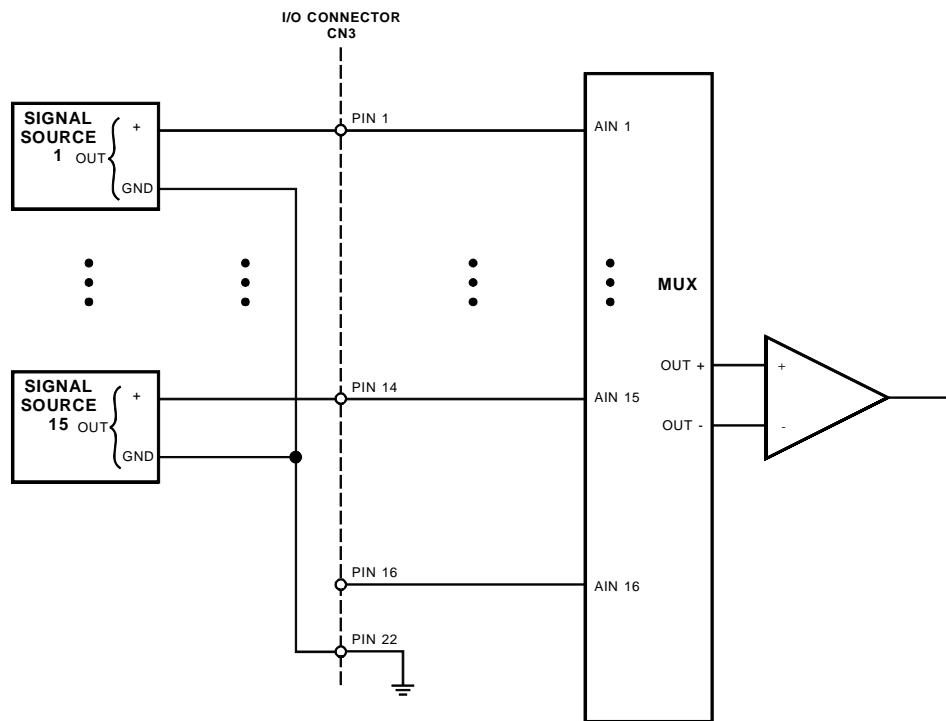 I/O CONNECTOR
CN3
SIGNAL
SOURCE
1 OUT
+
GND
PIN 1
AIN 1
MUX
SIGNAL
SOURCE
15 OUT
+
GND
PIN 14
AIN 15
OUT +
OUT -
+
-
PIN 16
AIN 16
PIN 22